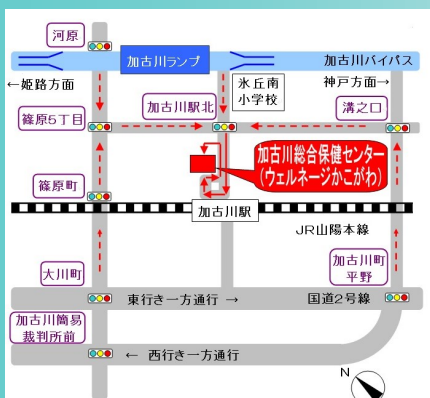 河原
加古川ランプ
加古川バイパス
←姫路方面
加古川駅北
氷丘南
小学校
神戸方面→
溝之口
篠原5丁目
加古川総合保健センター
(ウェルネージかこがわ)
篠原町
加古川駅
JR山陽本線
大川町
加古川町
平野
東行き一方通行 →
国道2号線
加古川簡易
裁判所前
← 西行き一方通行
N